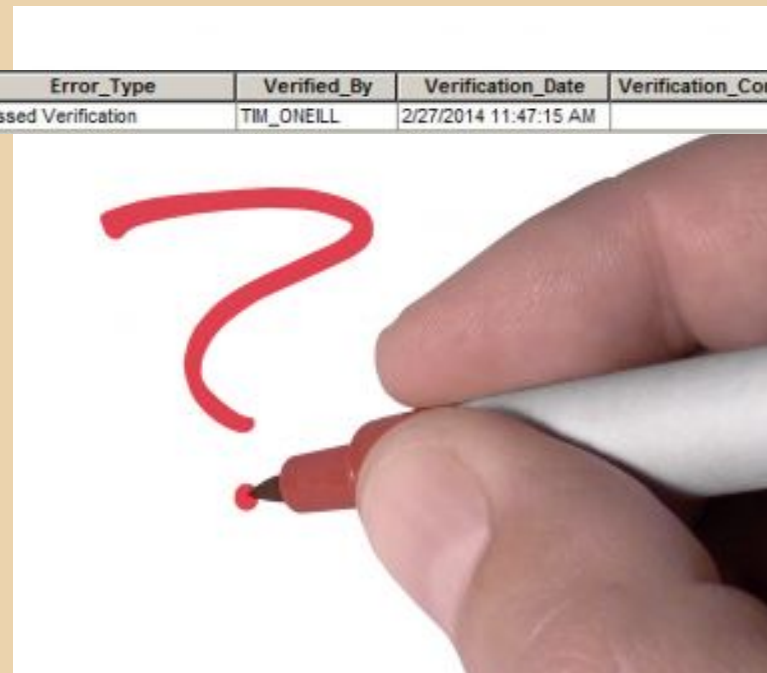 Error_Type Verified_By Verification_Date
Verification TIM_ONEILL 2/27/2014 11:47:15 AM
?